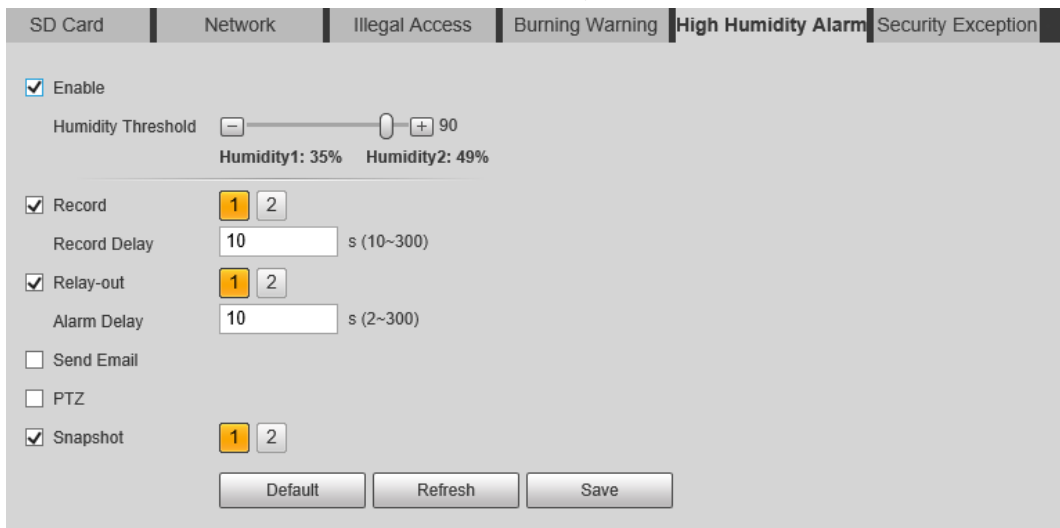 SD Card Network Illegal Access Burning Warning High Humidity Alarm Security Exception
Enable
Humidity Threshold 90
Humidity1: 35% Humidity2: 49%
Record 1 2
Record Delay 10 s (10~300)
Relay-out 1 2
Alarm Delay 10 s (2~300)
Send Email
PTZ
Snapshot 1 2
Default Refresh Save